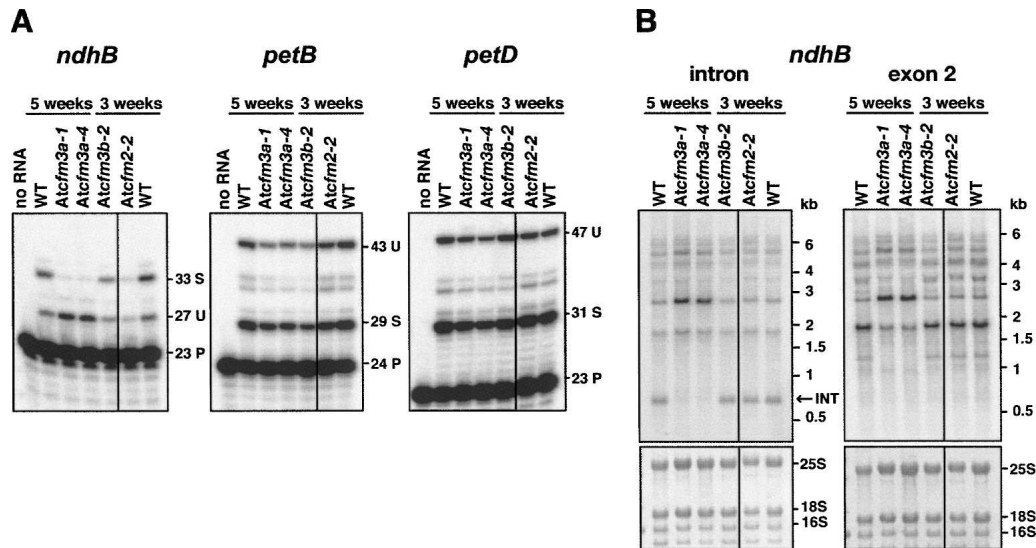 A
ndhB
petB
petD
5 weeks 3 weeks
5 weeks 3 weeks
5 weeks 3 weeks
no RNA
WT
Atcfm3a-1
Atcfm3a-4
Atcfm3b-2
Atcfm2-2
WT
no RNA
WT
Atcfm3a-1
Atcfm3a-4
Atcfm3b-2
Atcfm2-2
WT
no RNA
WT
Atcfm3a-1
Atcfm3a-4
Atcfm3b-2
Atcfm2-2
WT
33 S
27 U
23 P
43 U
29 S
24 P
47 U
31 S
23 P
B
ndhB
intron
exon 2
5 weeks 3 weeks
5 weeks 3 weeks
WT
Atcfm3a-1
Atcfm3a-4
Atcfm3b-2
Atcfm2-2
WT
kb
WT
Atcfm3a-1
Atcfm3a-4
Atcfm3b-2
Atcfm2-2
WT
kb
6
4
3
2
1.5
1
←INT
0.5
25S
18S
16S
6
4
3
2
1.5
1
0.5
25S
18S
16S